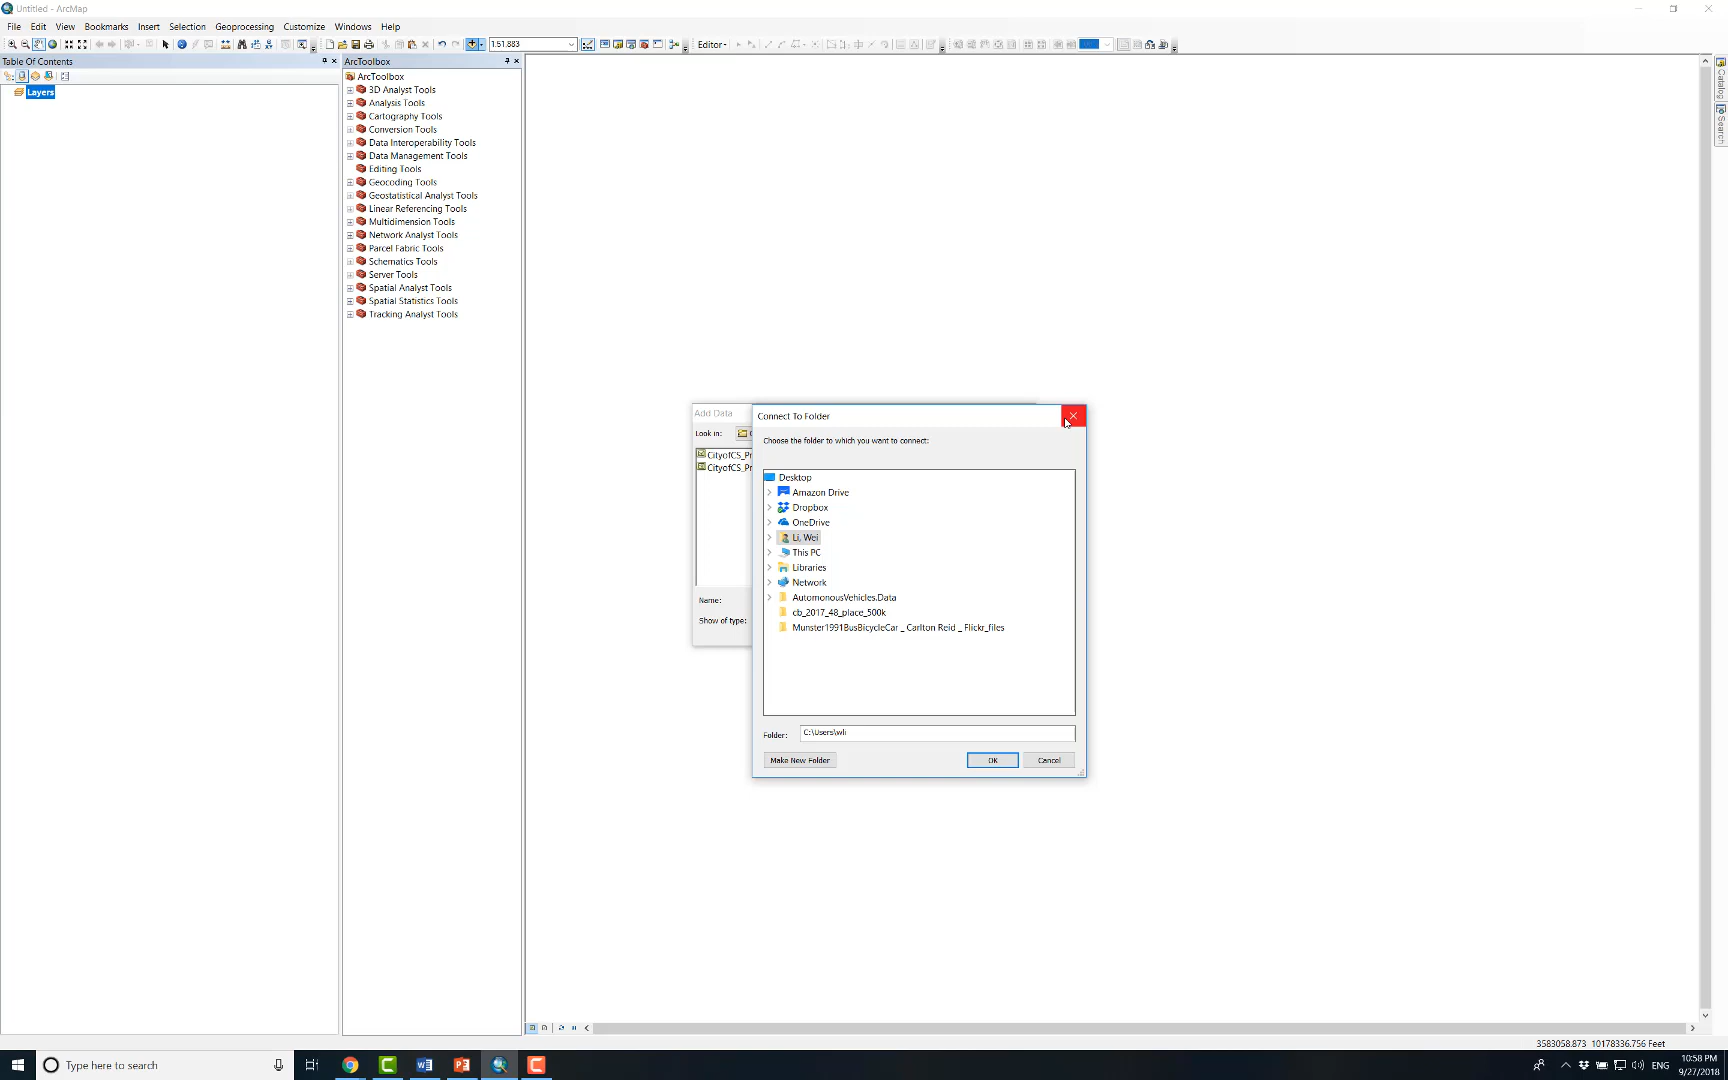 Untitled - ArcMap
File Edit View Bookmarks Insert Selection Geoprocessing Customize Windows Help
1:51,883
Editor
Table Of Contents
Layers
ArcToolbox
ArcToolbox
3D Analyst Tools
Analysis Tools
Cartography Tools
Conversion Tools
Data Interoperability Tools
Data Management Tools
Editing Tools
Geocoding Tools
Geostatistical Analyst Tools
Linear Referencing Tools
Multidimension Tools
Network Analyst Tools
Parcel Fabric Tools
Schematics Tools
Server Tools
Spatial Analyst Tools
Spatial Statistics Tools
Tracking Analyst Tools
Catalog
Search
Add Data
Look in:
CityofCS_Pr
CityofCS_Pr
Name:
Show of type:
Connect To Folder
Choose the folder to which you want to connect:
Desktop
Amazon Drive
Dropbox
OneDrive
Li, Wei
This PC
Libraries
Network
AutomonousVehicles.Data
cb_2017_48_place_500k
Munster1991BusBicycleCar _ Carlton Reid _ Flickr_files
Folder: C:\Users\wli
Make New Folder OK Cancel
3583058.873 10178336.756 Feet
Type here to search
ENG
10:58 PM
9/27/2018